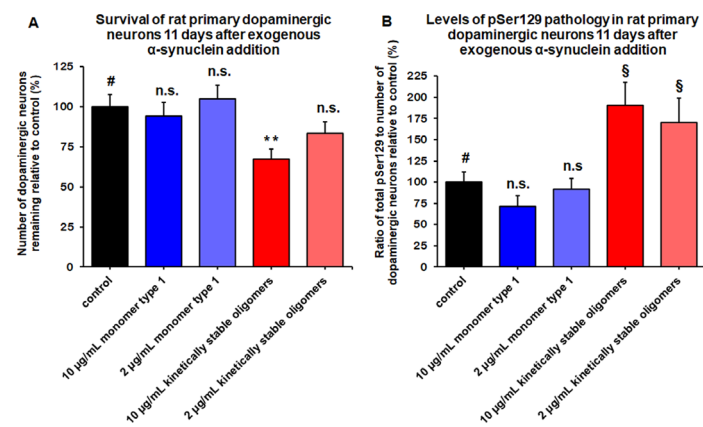 A
Survival of rat primary dopaminergic
neurons 11 days after exogenous
α-synuclein addition
Number of dopaminergic neurons
remaining relative to control (%)
125
100
75
50
25
0
#
n.s.
n.s.
**
n.s.
control
10 µg/mL monomer type 1
2 µg/mL monomer type 1
10 µg/mL kinetically stable oligomers
2 µg/mL kinetically stable oligomers
B
Levels of pSer129 pathology in rat primary
dopaminergic neurons 11 days after
exogenous α-synuclein addition
Ratio of total pSer129 to number of
dopaminergic neurons relative to control (%)
225
200
175
150
125
100
75
50
25
0
#
n.s.
n.s
§
§
control
10 µg/mL monomer type 1
2 µg/mL monomer type 1
10 µg/mL kinetically stable oligomers
2 µg/mL kinetically stable oligomers